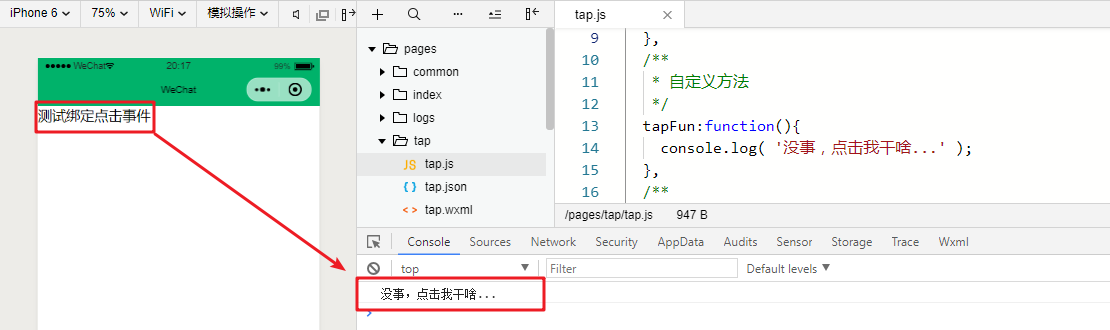 iPhone 6 75% WiFi 模拟操作
WeChat 20:17 99%
WeChat
测试绑定点击事件
pages
common
index
logs
tap
JS tap.js
{ } tap.json
< > tap.wxml
tap.js
9 },
10 /**
11 * 自定义方法
12 */
13 tapFun:function(){
14 console.log( '没事，点击我干啥...' );
15 },
16 /**
/pages/tap/tap.js 947 B
Console Sources Network Security AppData Audits Sensor Storage Trace Wxml
top Filter Default levels
没事，点击我干啥...